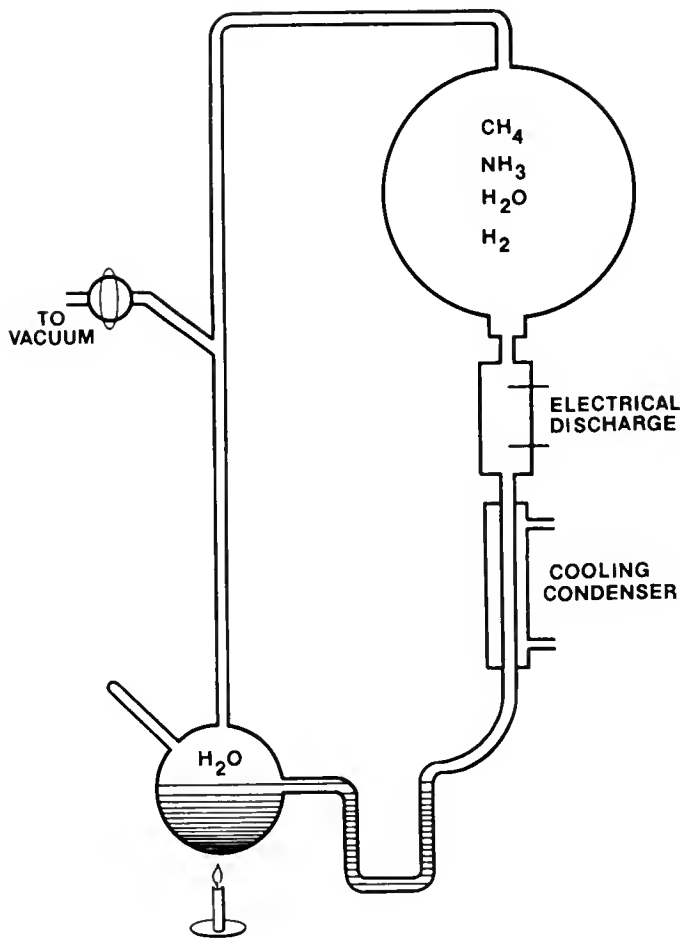 CH₄
NH₃
H₂O
H₂
TO
VACUUM
ELECTRICAL
DISCHARGE
COOLING
CONDENSER
H₂O